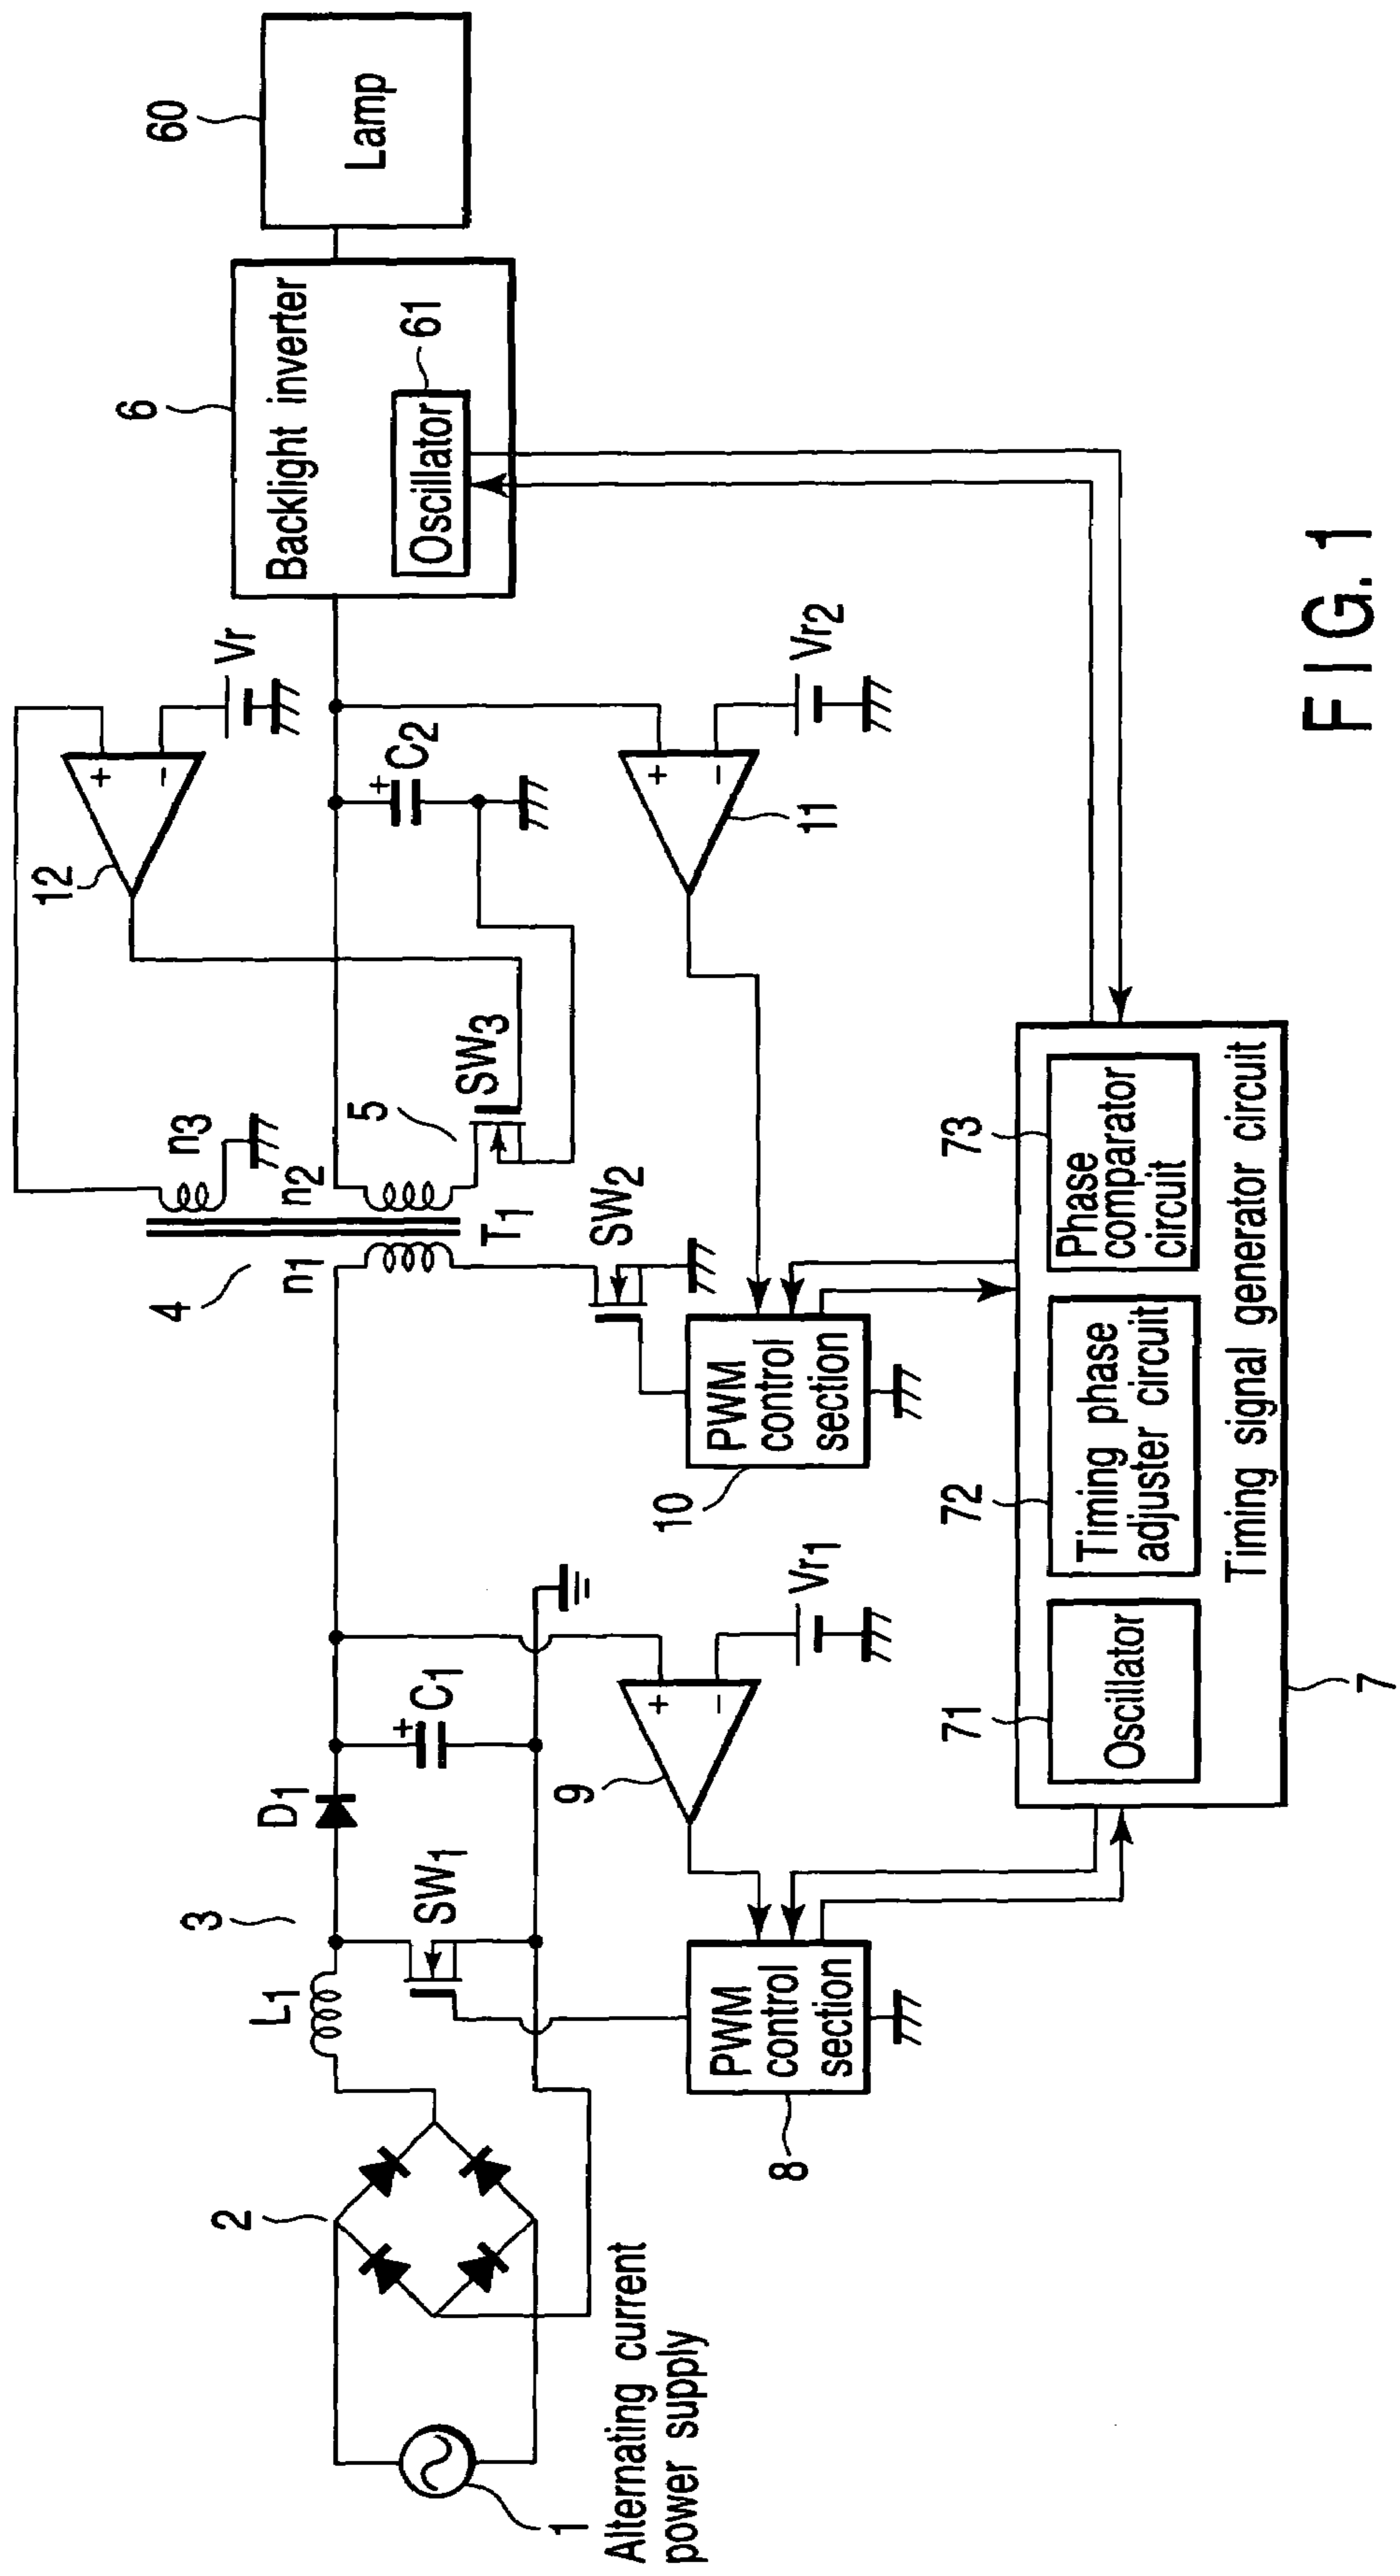 60
Lamp
6
Backlight inverter
61
Oscillator
12
+
-
Vr
n3
n2
n1
4
T1
5
SW3
+
C2
SW2
+
-
11
Vr2
10
PWM
control
section
D1
3
L1
SW1
+
C1
+
-
9
Vr1
8
PWM
control
section
2
1
Alternating current
power supply
71
Oscillator
72
Timing phase
adjuster circuit
73
Phase
comparator
circuit
Timing signal generator circuit
7
FIG. 1